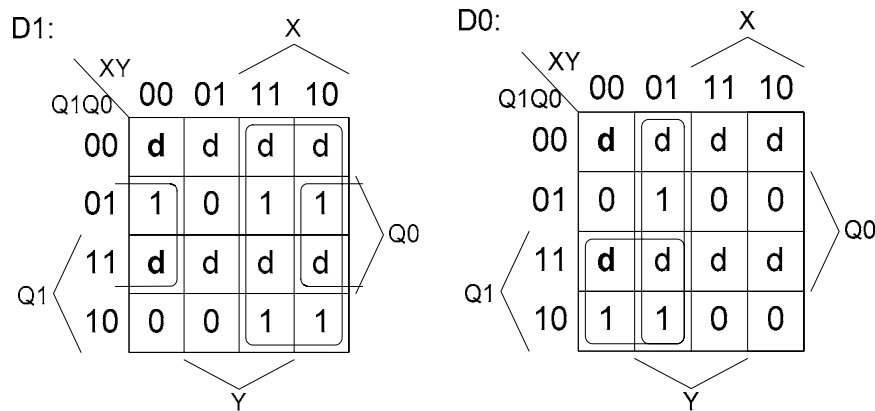 D1:
X
XY
Q1Q0
00 01 11 10
00 d d d d
01 1 0 1 1
11 d d d d
10 0 0 1 1
Q0
Q1
Y
D0:
X
XY
Q1Q0
00 01 11 10
00 d d d d
01 0 1 0 0
11 d d d d
10 1 1 0 0
Q0
Q1
Y